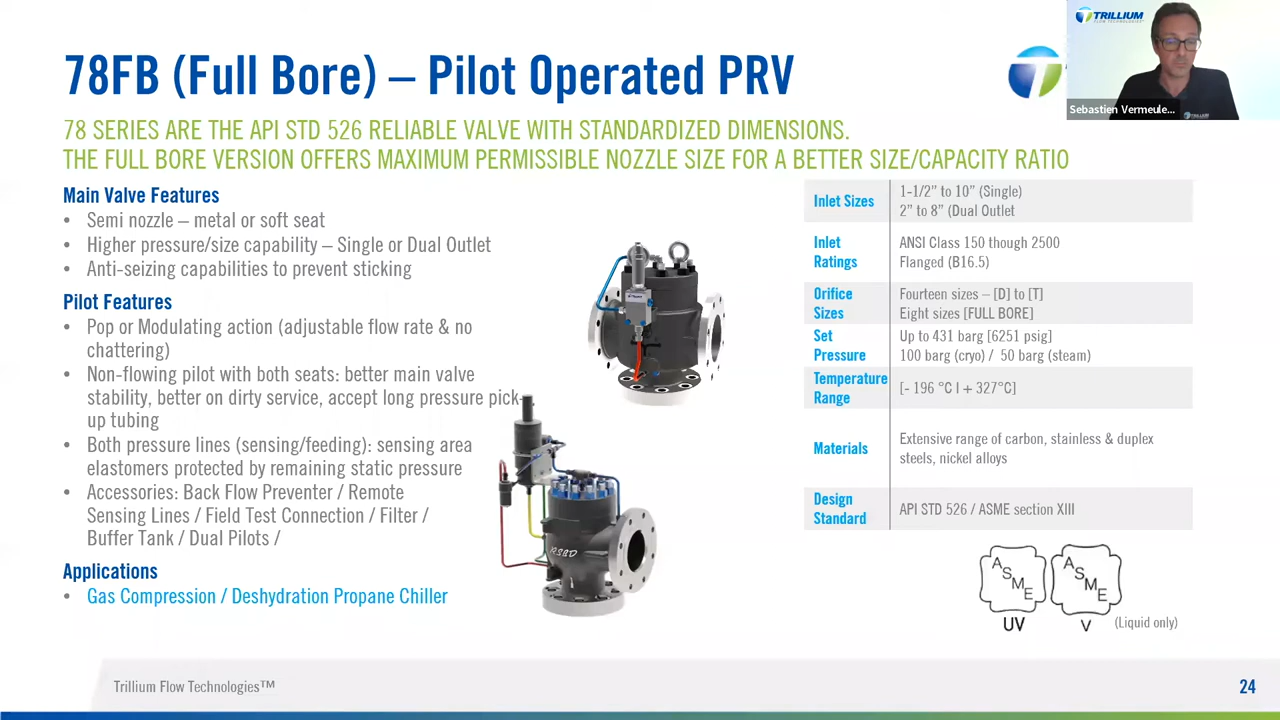 TRILLIUM
FLOW TECHNOLOGIES
Sebastien Vermeule...
TRILLIUM
78FB (Full Bore) – Pilot Operated PRV
78 SERIES ARE THE API STD 526 RELIABLE VALVE WITH STANDARDIZED DIMENSIONS.
THE FULL BORE VERSION OFFERS MAXIMUM PERMISSIBLE NOZZLE SIZE FOR A BETTER SIZE/CAPACITY RATIO
Main Valve Features
• Semi nozzle – metal or soft seat
• Higher pressure/size capability – Single or Dual Outlet
• Anti-seizing capabilities to prevent sticking
Pilot Features
• Pop or Modulating action (adjustable flow rate & no
chattering)
• Non-flowing pilot with both seats: better main valve
stability, better on dirty service, accept long pressure pick-
up tubing
• Both pressure lines (sensing/feeding): sensing area
elastomers protected by remaining static pressure
• Accessories: Back Flow Preventer / Remote
Sensing Lines / Field Test Connection / Filter /
Buffer Tank / Dual Pilots /
Applications
• Gas Compression / Deshydration Propane Chiller
Inlet Sizes
1-1/2” to 10” (Single)
2” to 8” (Dual Outlet
Inlet
Ratings
ANSI Class 150 though 2500
Flanged (B16.5)
Orifice
Sizes
Fourteen sizes – [D] to [T]
Eight sizes [FULL BORE]
Set
Pressure
Up to 431 barg [6251 psig]
100 barg (cryo) / 50 barg (steam)
Temperature
Range
[- 196 °C I + 327°C]
Materials
Extensive range of carbon, stainless & duplex
steels, nickel alloys
Design
Standard
API STD 526 / ASME section XIII
ASME
UV
ASME
V
(Liquid only)
Trillium Flow Technologies™
24